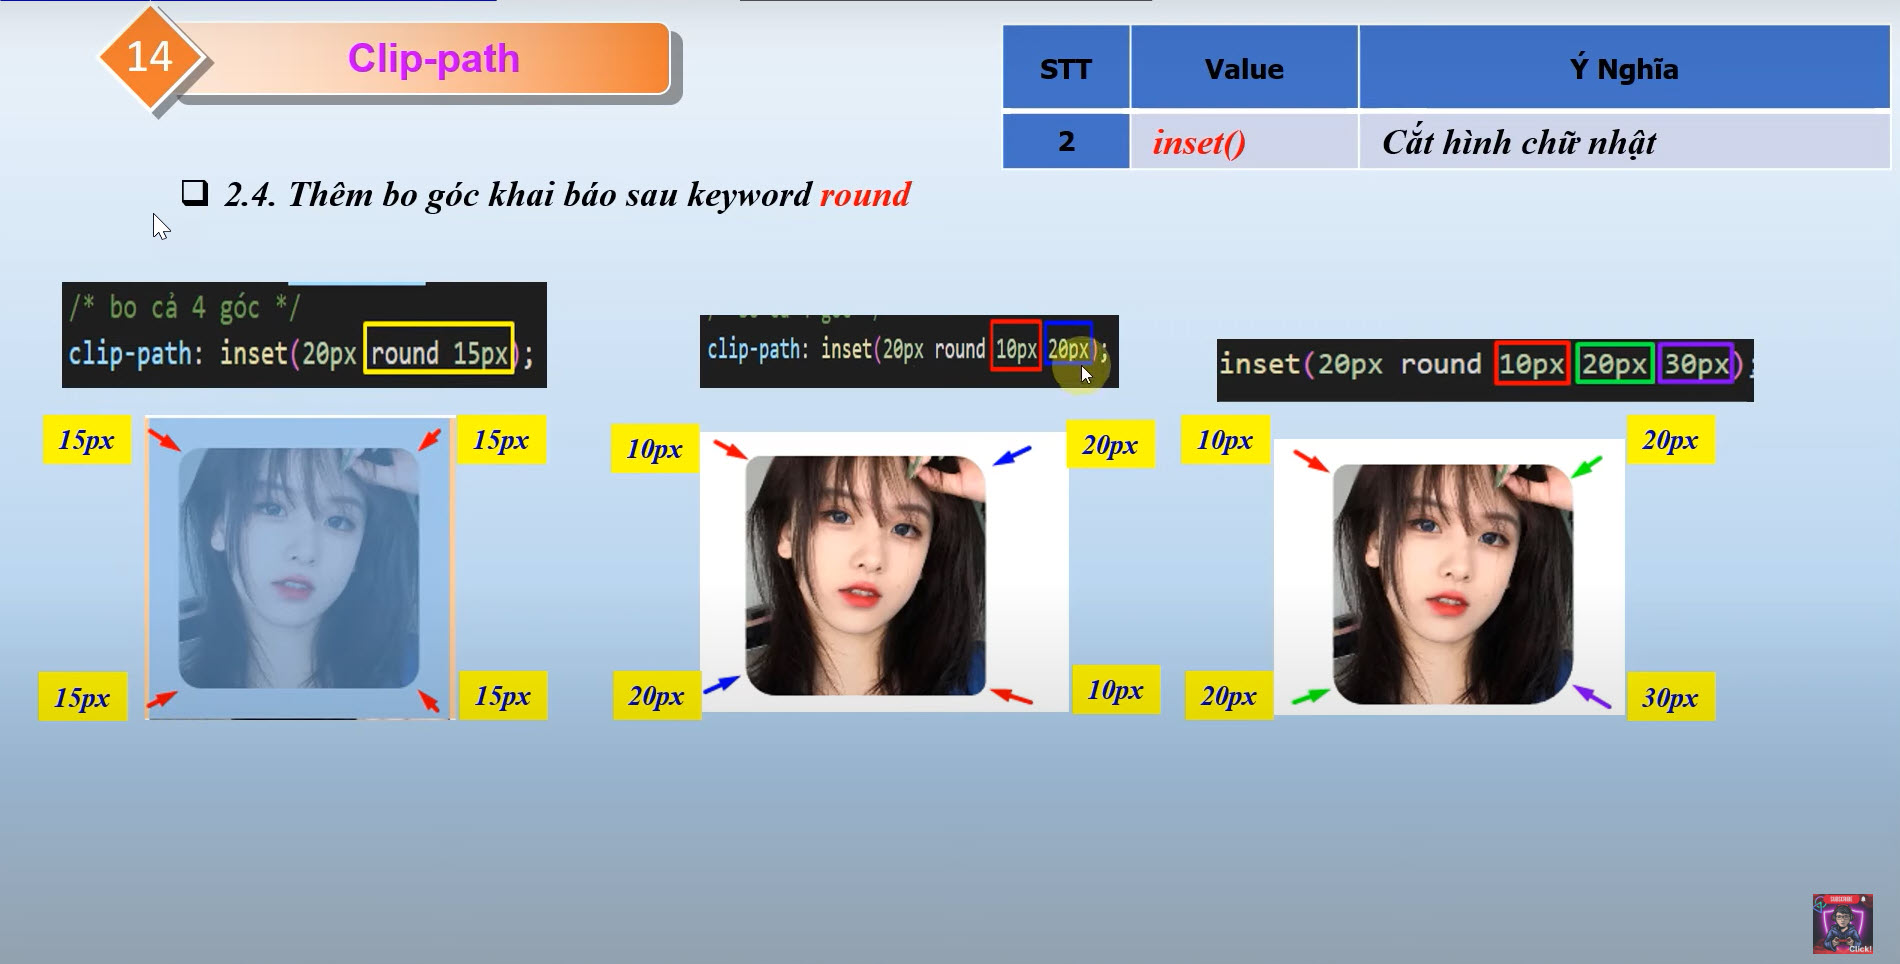 14
Clip-path
STT Value Ý Nghĩa
2 inset() Cắt hình chữ nhật
2.4. Thêm bo góc khai báo sau keyword round
/* bo cả 4 góc */
clip-path: inset(20px round 15px);
15px 15px
15px 15px
clip-path: inset(20px round 10px 20px);
10px 20px
20px 10px
inset(20px round 10px 20px 30px);
10px 20px
20px 30px
SUBSCRIBE
Click!